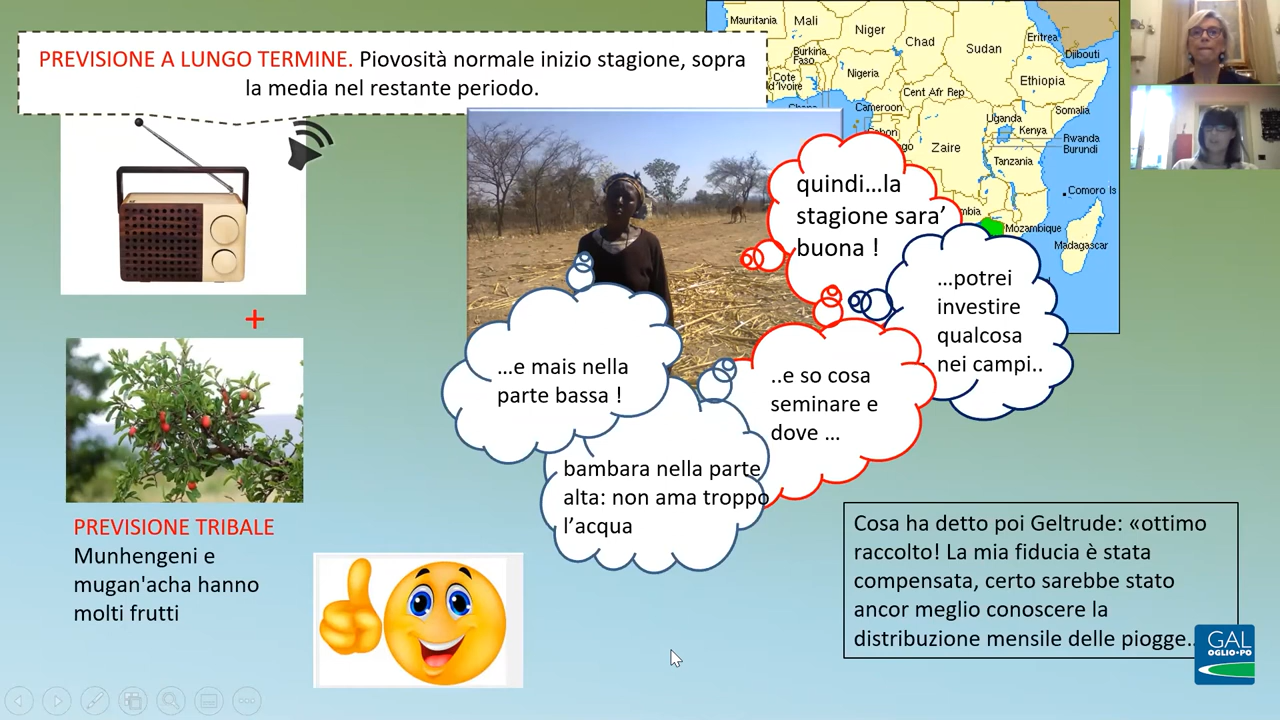 PREVISIONE A LUNGO TERMINE. Piovosità normale inizio stagione, sopra
la media nel restante periodo.
Mauritania
Mali
Niger
Chad
Sudan
Eritrea
Djibouti
Burkina
Faso
Nigeria
Cote
d'Ivoire
Ghana
Cent Afr Rep
Ethiopia
Cameroon
Somalia
Uganda
Kenya
Gabon
Zaire
Rwanda
Burundi
Tanzania
Comoro Is
Mozambique
Madagascar
quindi...la
stagione sara'
buona !
...potrei
investire
qualcosa
nei campi..
..e so cosa
seminare e
dove ...
bambara nella parte
alta: non ama troppo
l'acqua
...e mais nella
parte bassa !
+
PREVISIONE TRIBALE
Munhengeni e
mugan'acha hanno
molti frutti
Cosa ha detto poi Geltrude: «ottimo
raccolto! La mia fiducia è stata
compensata, certo sarebbe stato
ancor meglio conoscere la
distribuzione mensile delle piogge..
GAL
OGLIO•PO